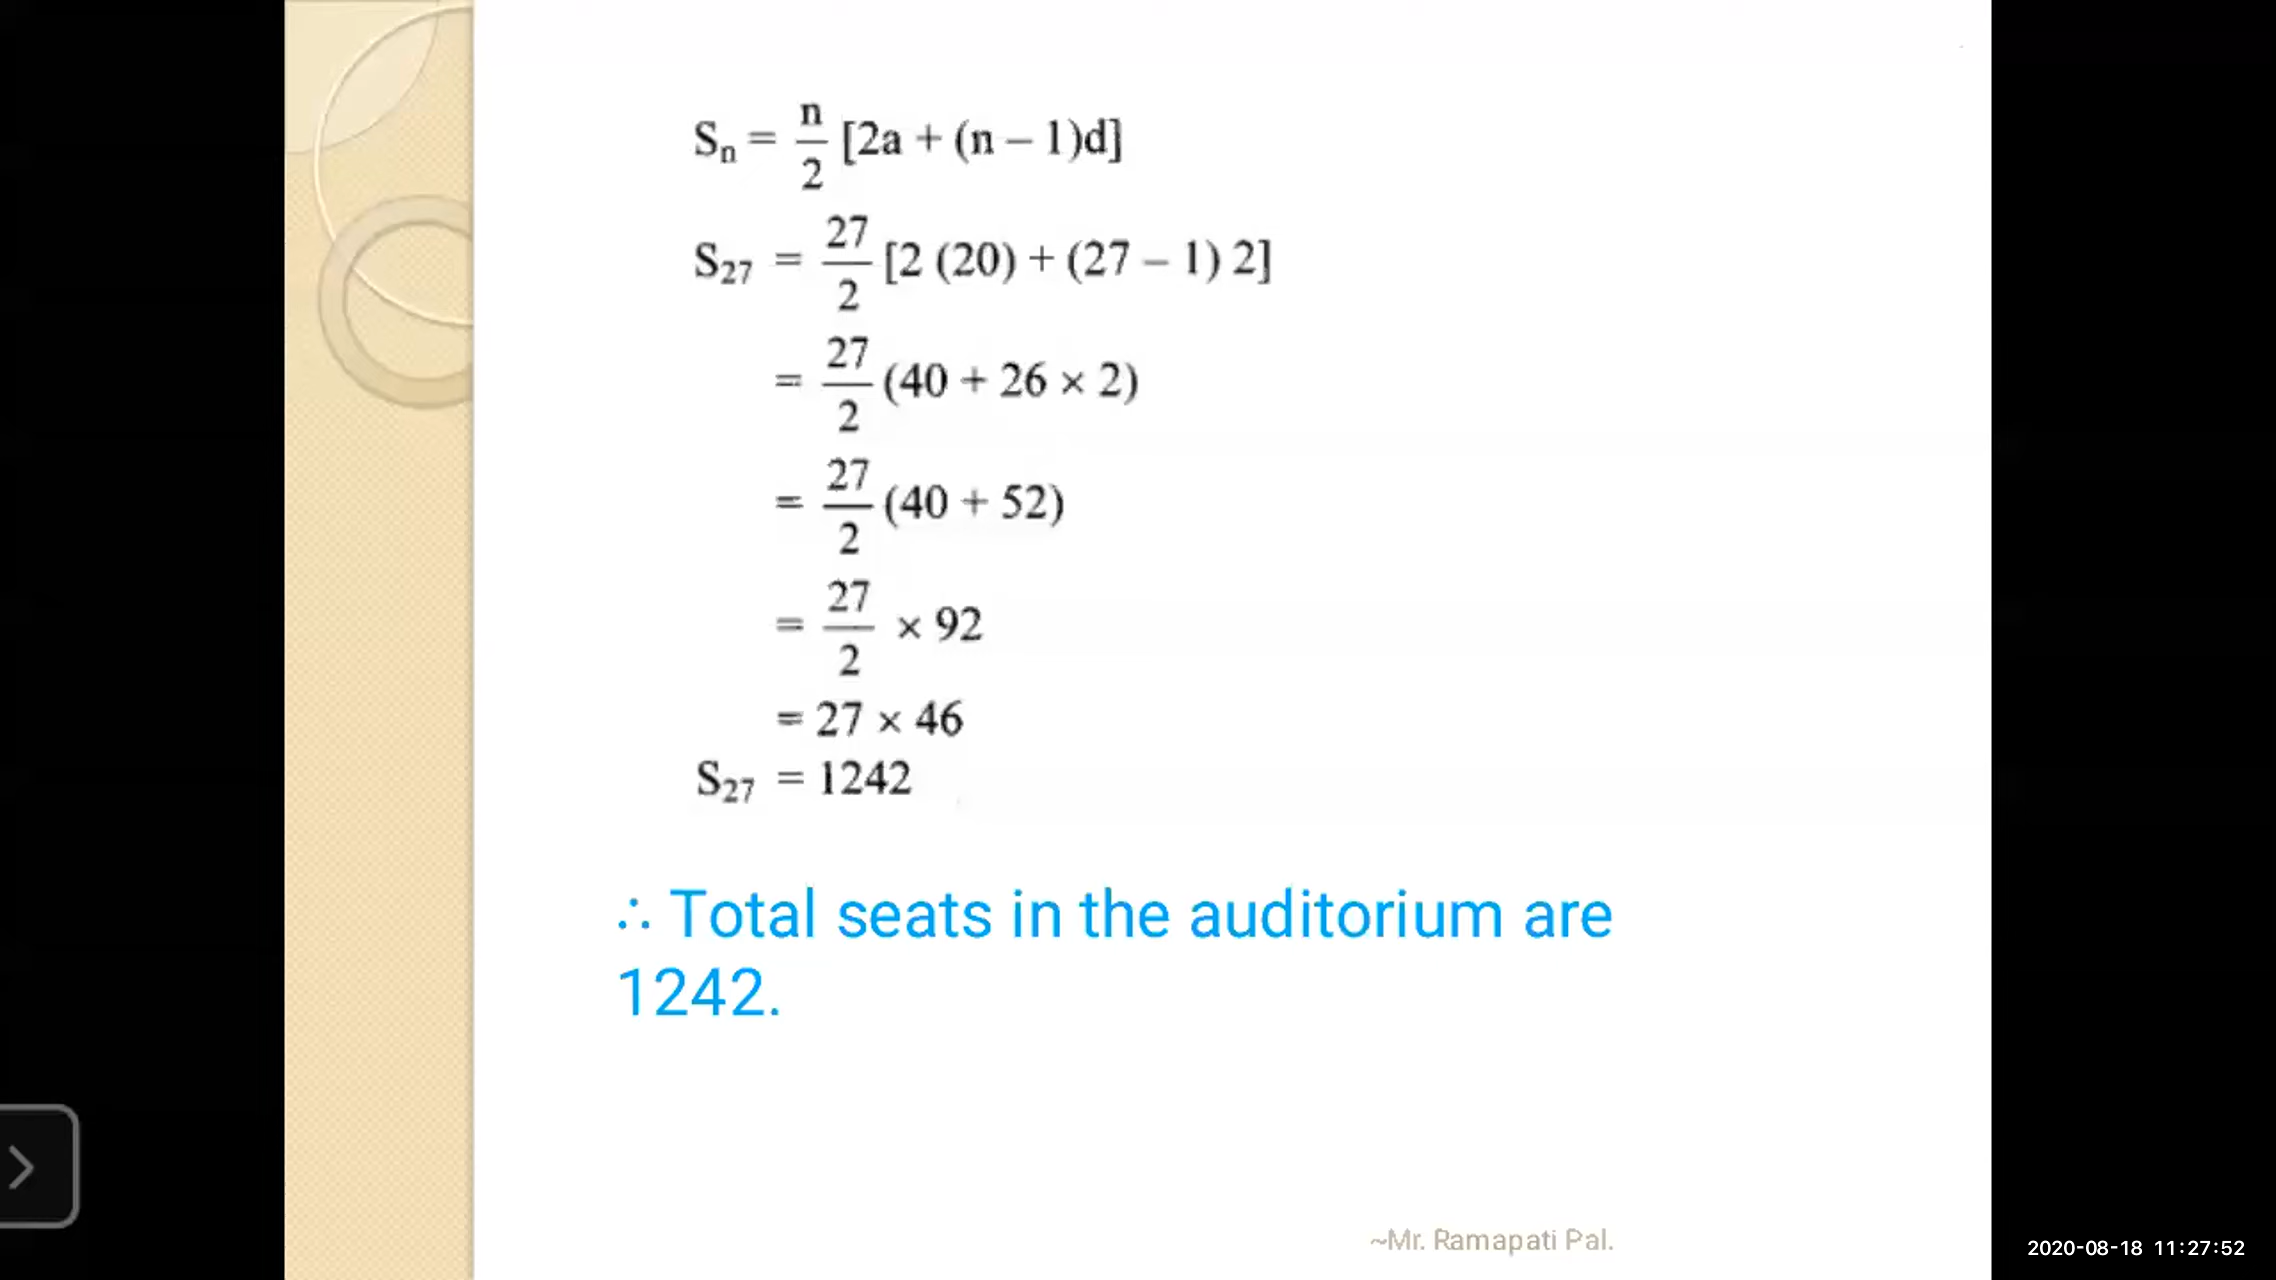 Sn = n/2 [2a + (n – 1)d]
S27 = 27/2 [2 (20) + (27 – 1) 2]
= 27/2 (40 + 26 × 2)
= 27/2 (40 + 52)
= 27/2 × 92
= 27 × 46
S27 = 1242
∴ Total seats in the auditorium are
1242.
~Mr. Ramapati Pal.
2020-08-18 11:27:52